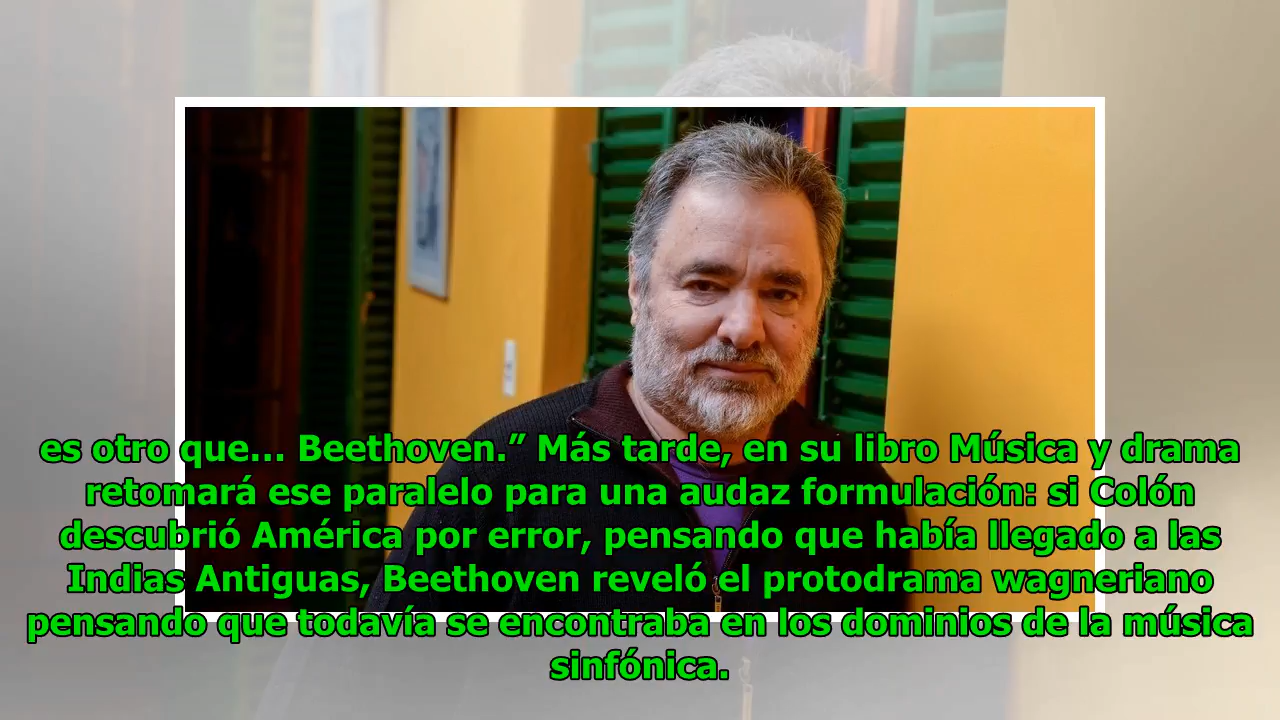 es otro que... Beethoven.” Más tarde, en su libro Música y drama
retomará ese paralelo para una audaz formulación: si Colón
descubrió América por error, pensando que había llegado a las
Indias Antiguas, Beethoven reveló el protodrama wagneriano
pensando que todavía se encontraba en los dominios de la música
sinfónica.